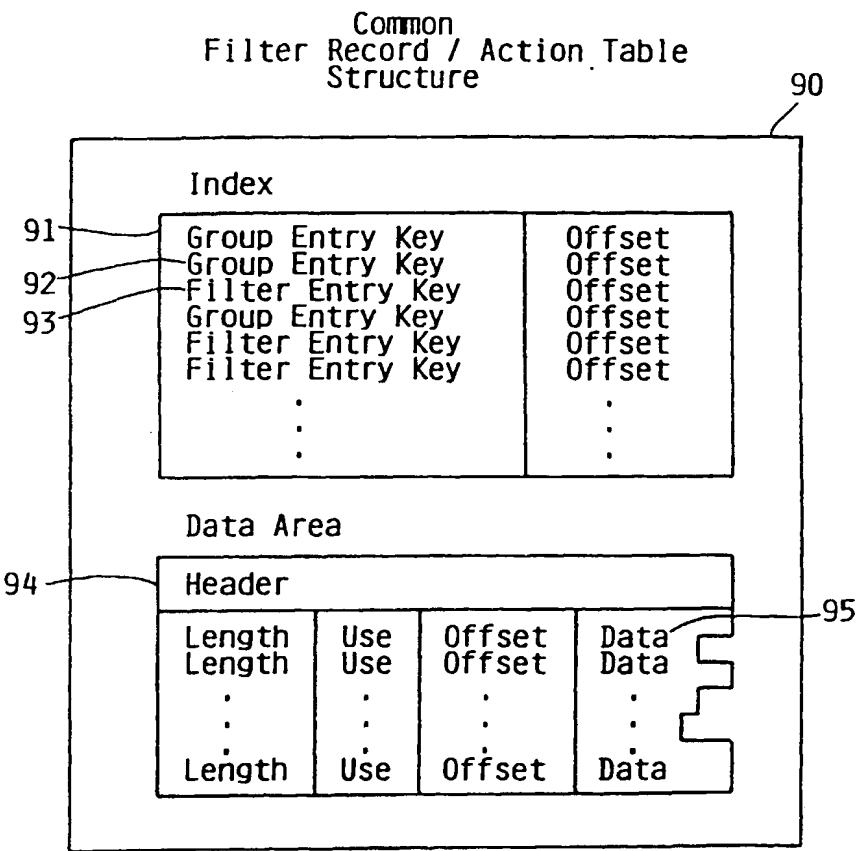 Common
Filter Record / Action Table
Structure
90
Index
91
Group Entry Key Offset
92
Group Entry Key Offset
93
Filter Entry Key Offset
Group Entry Key Offset
Filter Entry Key Offset
Filter Entry Key Offset
. .
. .
. .
Data Area
94
Header
95
Length Use Offset Data
Length Use Offset Data
. . . .
. . . .
. . . .
Length Use Offset Data